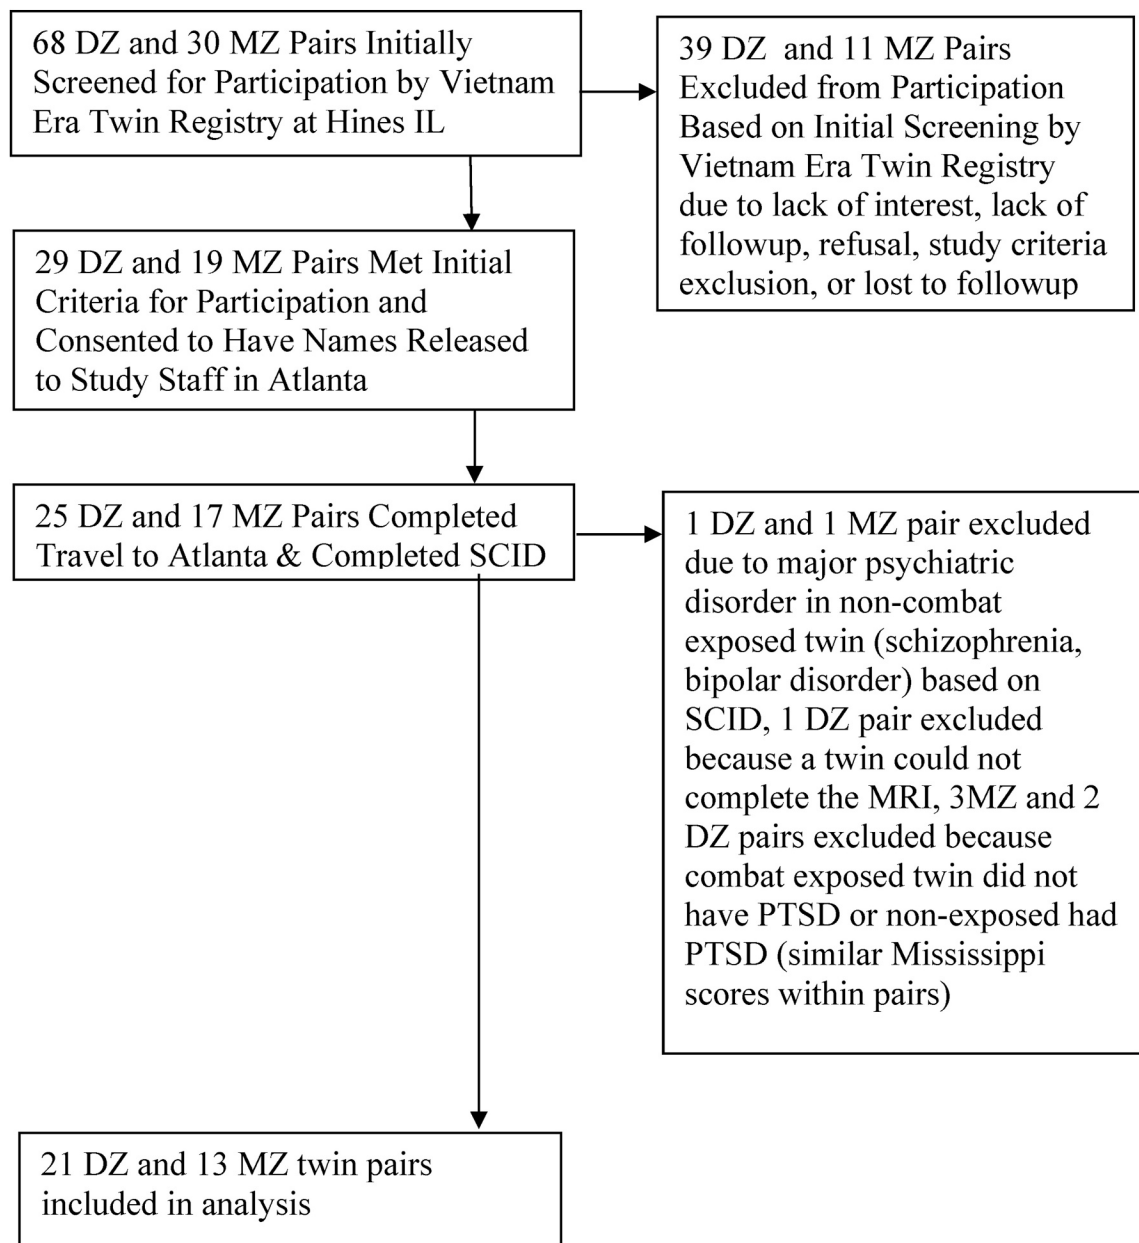 68 DZ and 30 MZ Pairs Initially
Screened for Participation by Vietnam
Era Twin Registry at Hines IL
39 DZ  and 11 MZ Pairs
Excluded from Participation
Based on Initial Screening by
Vietnam Era Twin Registry
due to lack of interest, lack of
followup, refusal, study criteria
exclusion, or lost to followup
29 DZ and 19 MZ Pairs Met Initial
Criteria for Participation and
Consented to Have Names Released
to Study Staff in Atlanta
25 DZ and 17 MZ Pairs Completed
Travel to Atlanta & Completed SCID
1 DZ and 1 MZ pair excluded
due to major psychiatric
disorder in non-combat
exposed twin (schizophrenia,
bipolar disorder) based on
SCID, 1 DZ pair excluded
because a twin could not
complete the MRI, 3MZ and 2
DZ pairs excluded because
combat exposed twin did not
have PTSD or non-exposed had
PTSD (similar Mississippi
scores within pairs)
21 DZ and 13 MZ twin pairs
included in analysis